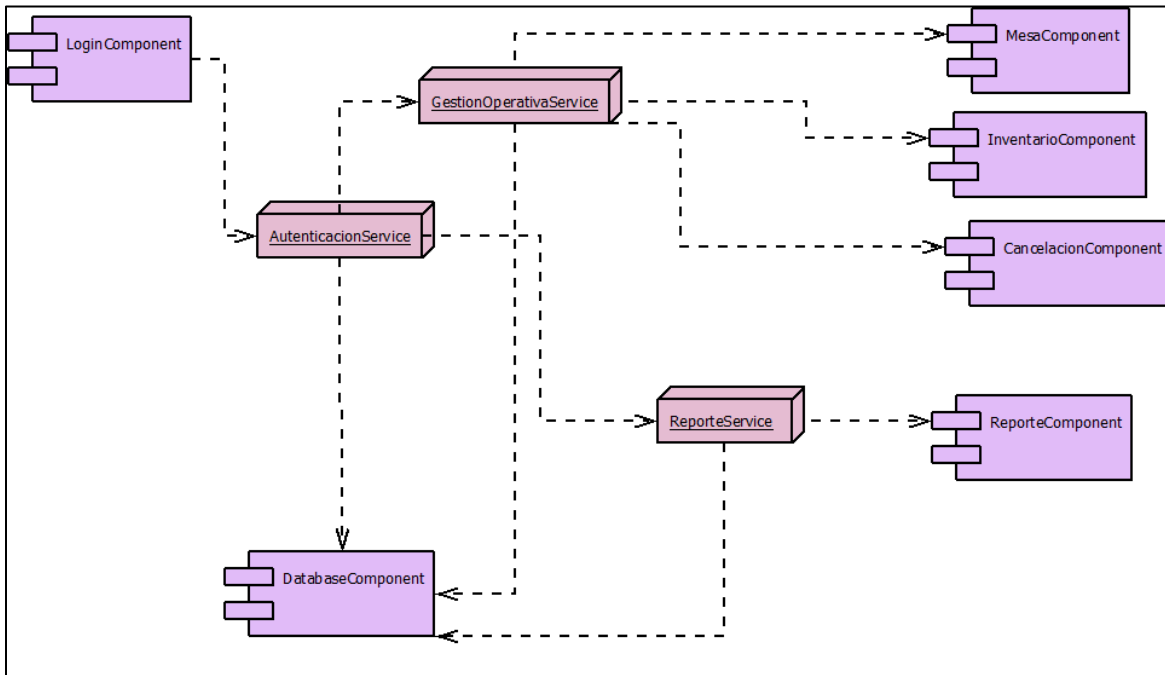 LoginComponent
MesaComponent
GestionOperativaService
InventarioComponent
AutenticacionService
CancelacionComponent
ReporteService
ReporteComponent
DatabaseComponent